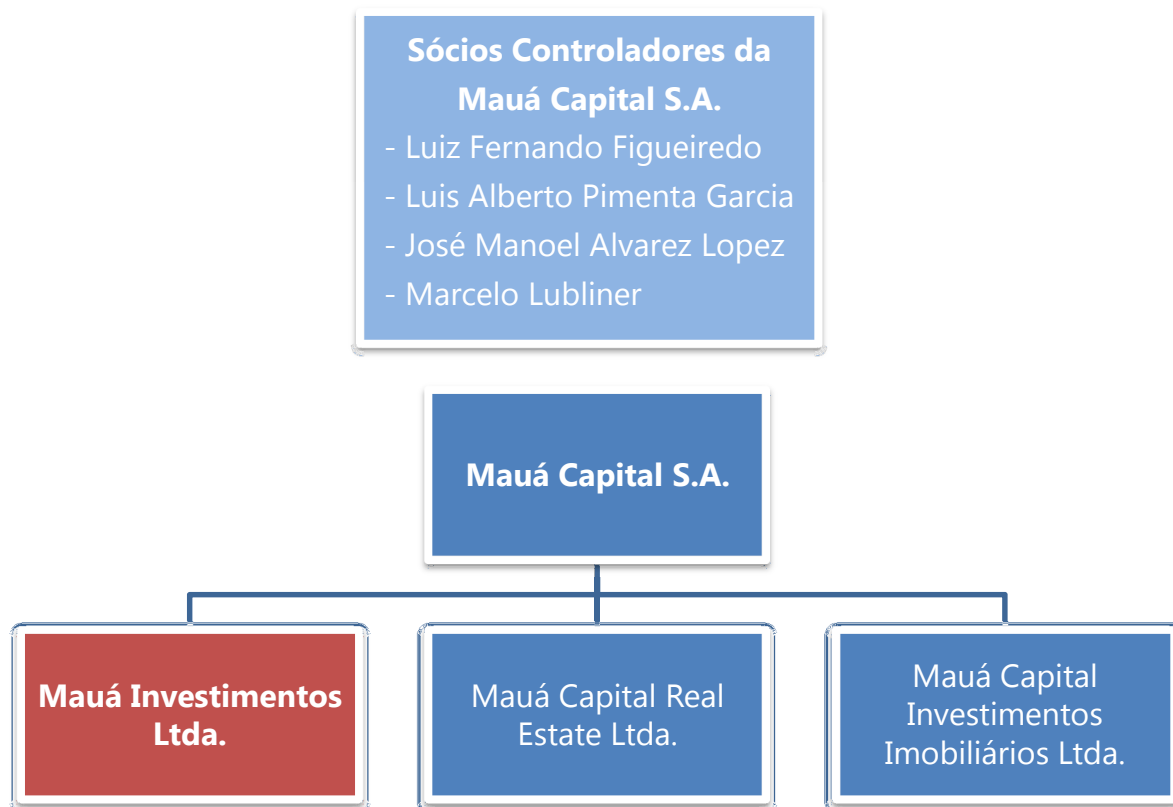 Sócios Controladores da
Mauá Capital S.A.
- Luiz Fernando Figueiredo
- Luis Alberto Pimenta Garcia
- José Manoel Alvarez Lopez
- Marcelo Lubliner
Mauá Capital S.A.
Mauá Investimentos
Ltda.
Mauá Capital Real
Estate Ltda.
Mauá Capital
Investimentos
Imobiliários Ltda.